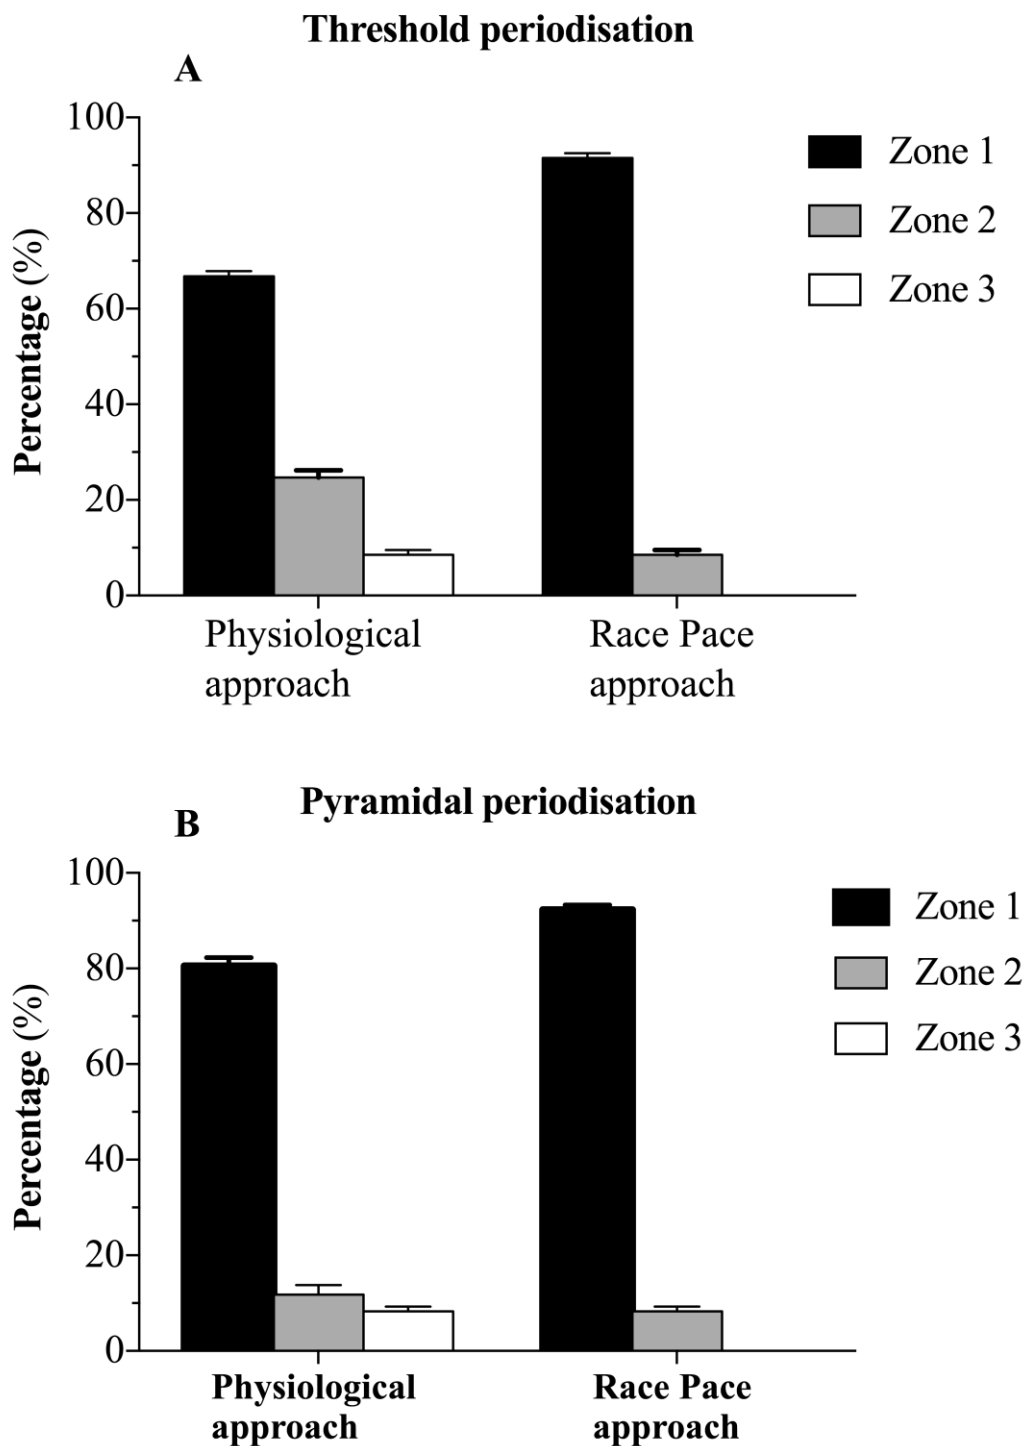 Threshold periodisation
A
100
80
60
40
20
0
Percentage (%)
Zone 1
Zone 2
Zone 3
Physiological
approach
Race Pace
approach
Pyramidal periodisation
B
100
80
60
40
20
0
Percentage (%)
Zone 1
Zone 2
Zone 3
Physiological
approach
Race Pace
approach